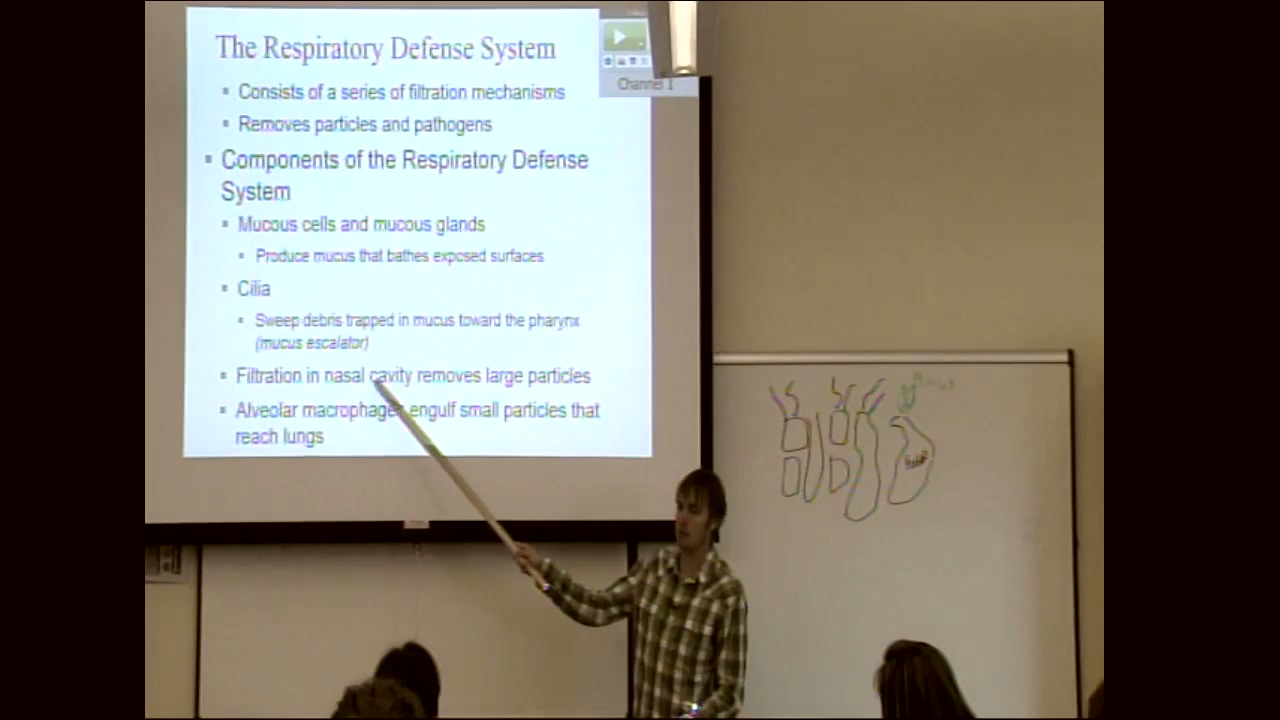 The Respiratory Defense System
Channel 1
Consists of a series of filtration mechanisms
Removes particles and pathogens
Components of the Respiratory Defense
System
Mucous cells and mucous glands
Produce mucus that bathes exposed surfaces
Cilia
Sweep debris trapped in mucus toward the pharynx
(mucus escalator)
Filtration in nasal cavity removes large particles
Alveolar macrophages engulf small particles that
reach lungs